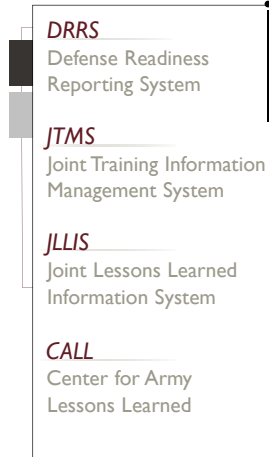 DRRS
Defense Readiness
Reporting System
JTMS
Joint Training Information
Management System
JLLIS
Joint Lessons Learned
Information System
CALL
Center for Army
Lessons Learned